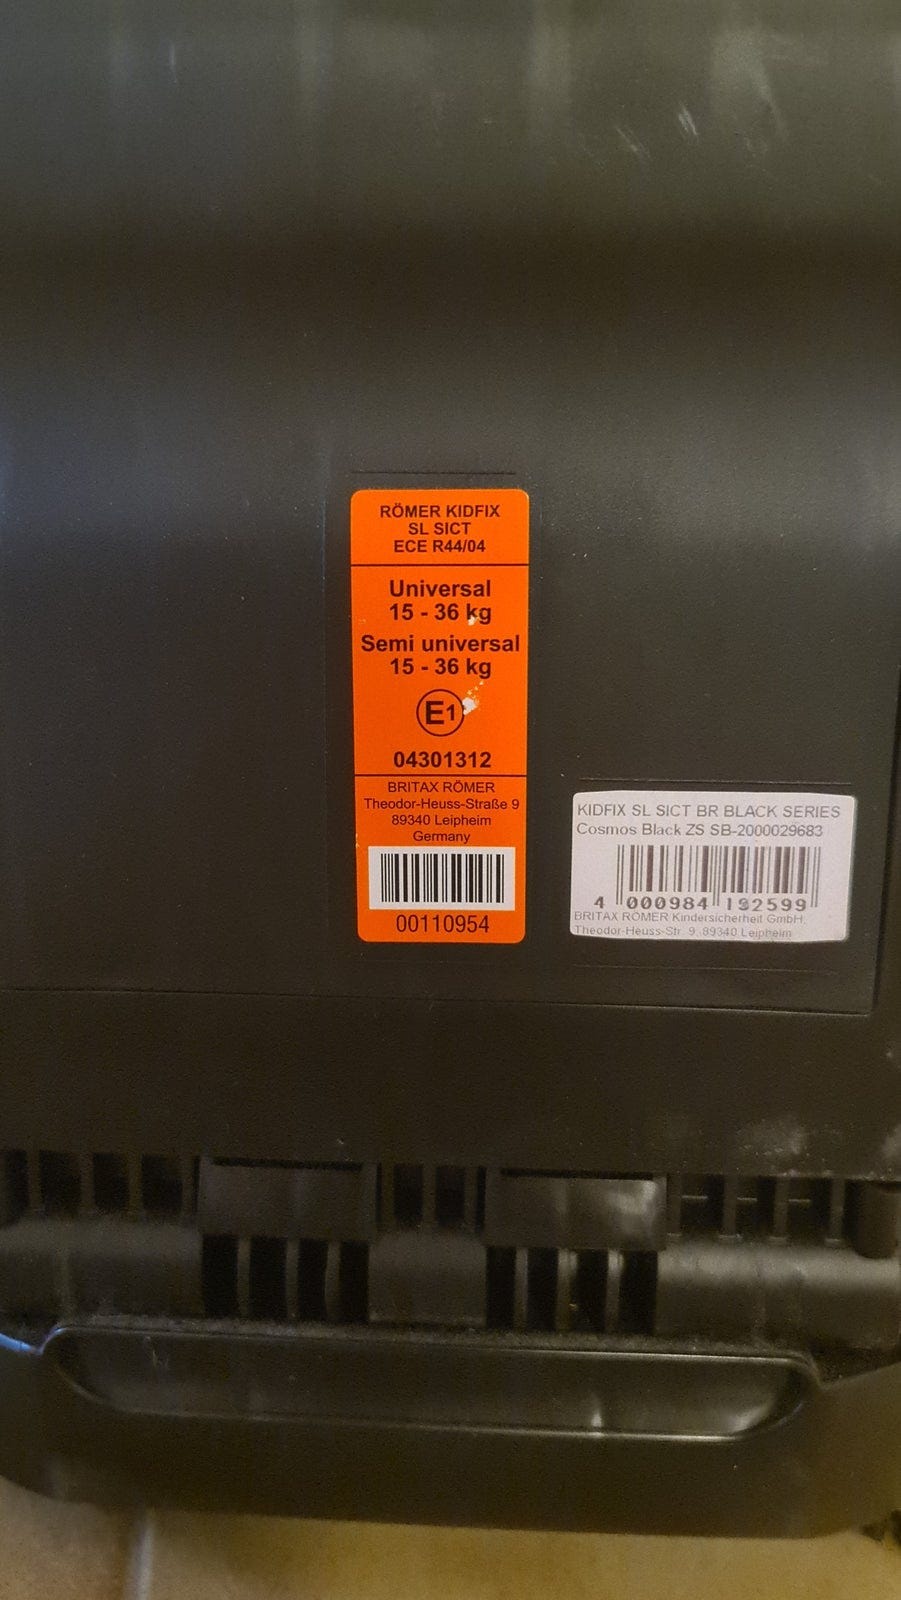 RÖMER KIDFIX
SL SICT
ECE R44/04
Universal
15 - 36 kg
Semi universal
15 - 36 kg
E1
04301312
BRITAX RÖMER
Theodor-Heuss-Straße 9
89340 Leipheim
Germany
00110954
KIDFIX SL SICT BR BLACK SERIES
Cosmos Black ZS SB-2000029683
4 000984 192599
BRITAX RÖMER Kindersicherheit GmbH,
Theodor-Heuss-Str. 9, 89340 Leipheim